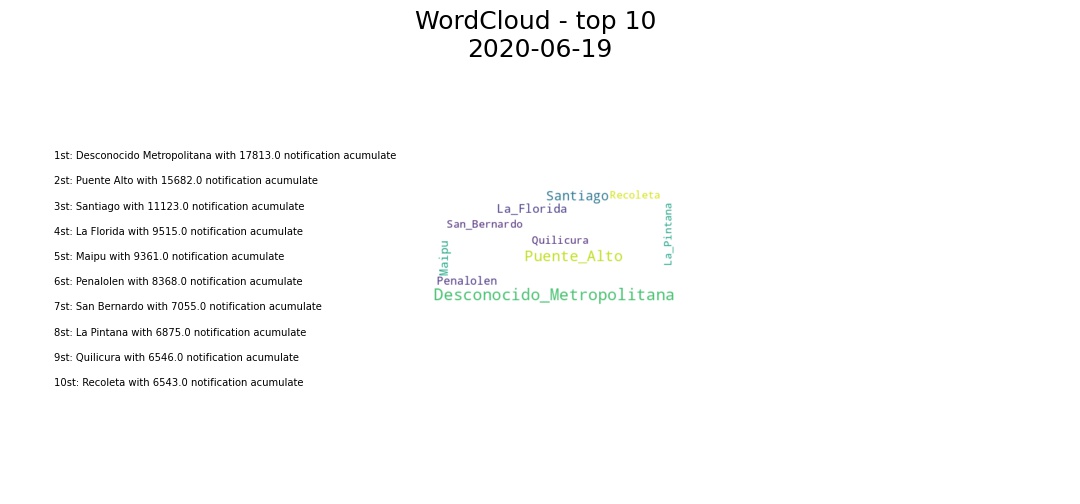 WordCloud - top 10
2020-06-19
1st: Desconocido Metropolitana with 17813.0 notification acumulate
2st: Puente Alto with 15682.0 notification acumulate
3st: Santiago with 11123.0 notification acumulate
4st: La Florida with 9515.0 notification acumulate
5st: Maipu with 9361.0 notification acumulate
6st: Penalolen with 8368.0 notification acumulate
7st: San Bernardo with 7055.0 notification acumulate
8st: La Pintana with 6875.0 notification acumulate
9st: Quilicura with 6546.0 notification acumulate
10st: Recoleta with 6543.0 notification acumulate
Santiago Recoleta
La_Florida
San_Bernardo
La_Pintana
Quilicura
Maipu
Puente_Alto
Penalolen
Desconocido_Metropolitana